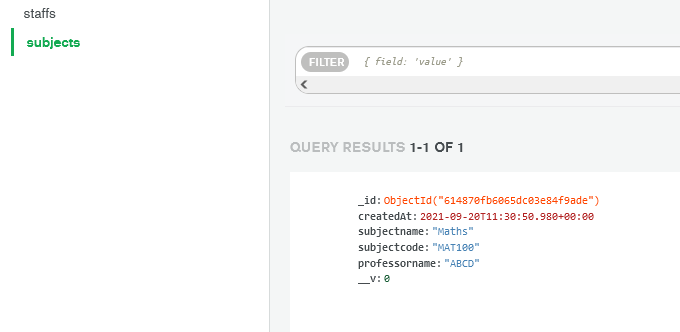 staffs
subjects
FILTER { field: 'value' }
QUERY RESULTS 1-1 OF 1
_id: ObjectId("614870fb6065dc03e84f9ade")
createdAt: 2021-09-20T11:30:50.980+00:00
subjectname: "Maths"
subjectcode: "MAT100"
professorname: "ABCD"
__v: 0